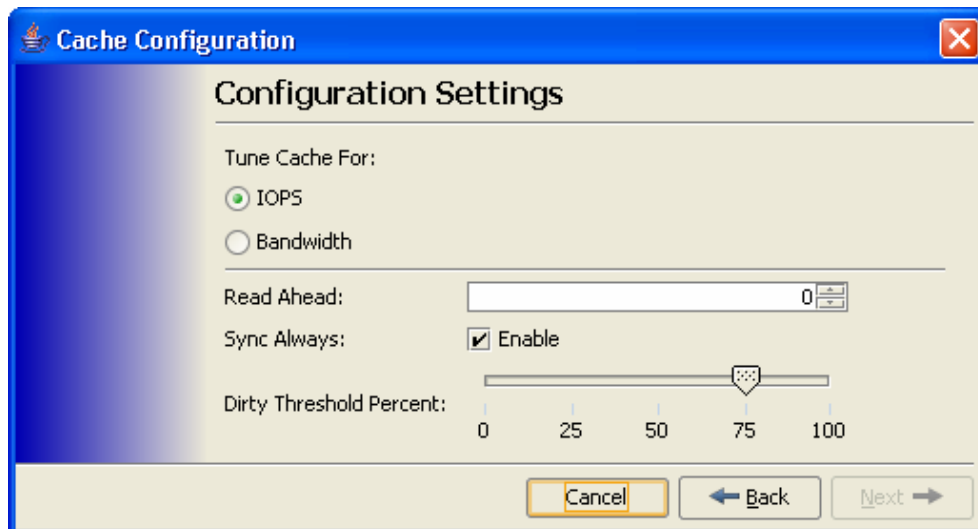 Cache Configuration
Configuration Settings
Tune Cache For:
IOPS
Bandwidth
Read Ahead: 0
Sync Always: Enable
Dirty Threshold Percent:
0 25 50 75 100
Cancel Back Next